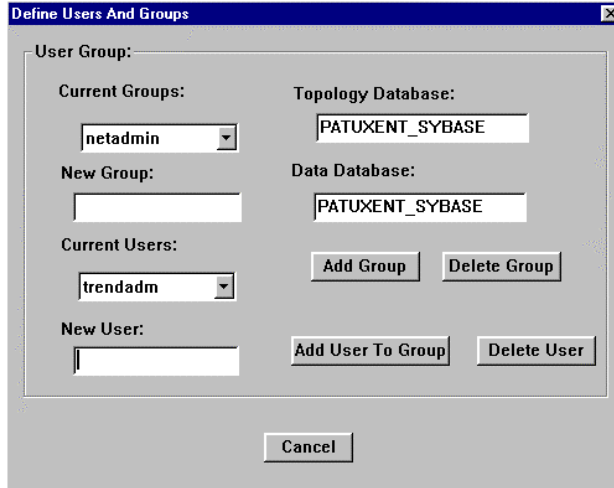 Define Users And Groups
User Group:
Current Groups:
Topology Database:
netadmin
PATUXENT_SYBASE
New Group:
Data Database:
PATUXENT_SYBASE
Current Users:
Add Group
Delete Group
trendadm
New User:
Add User To Group
Delete User
Cancel